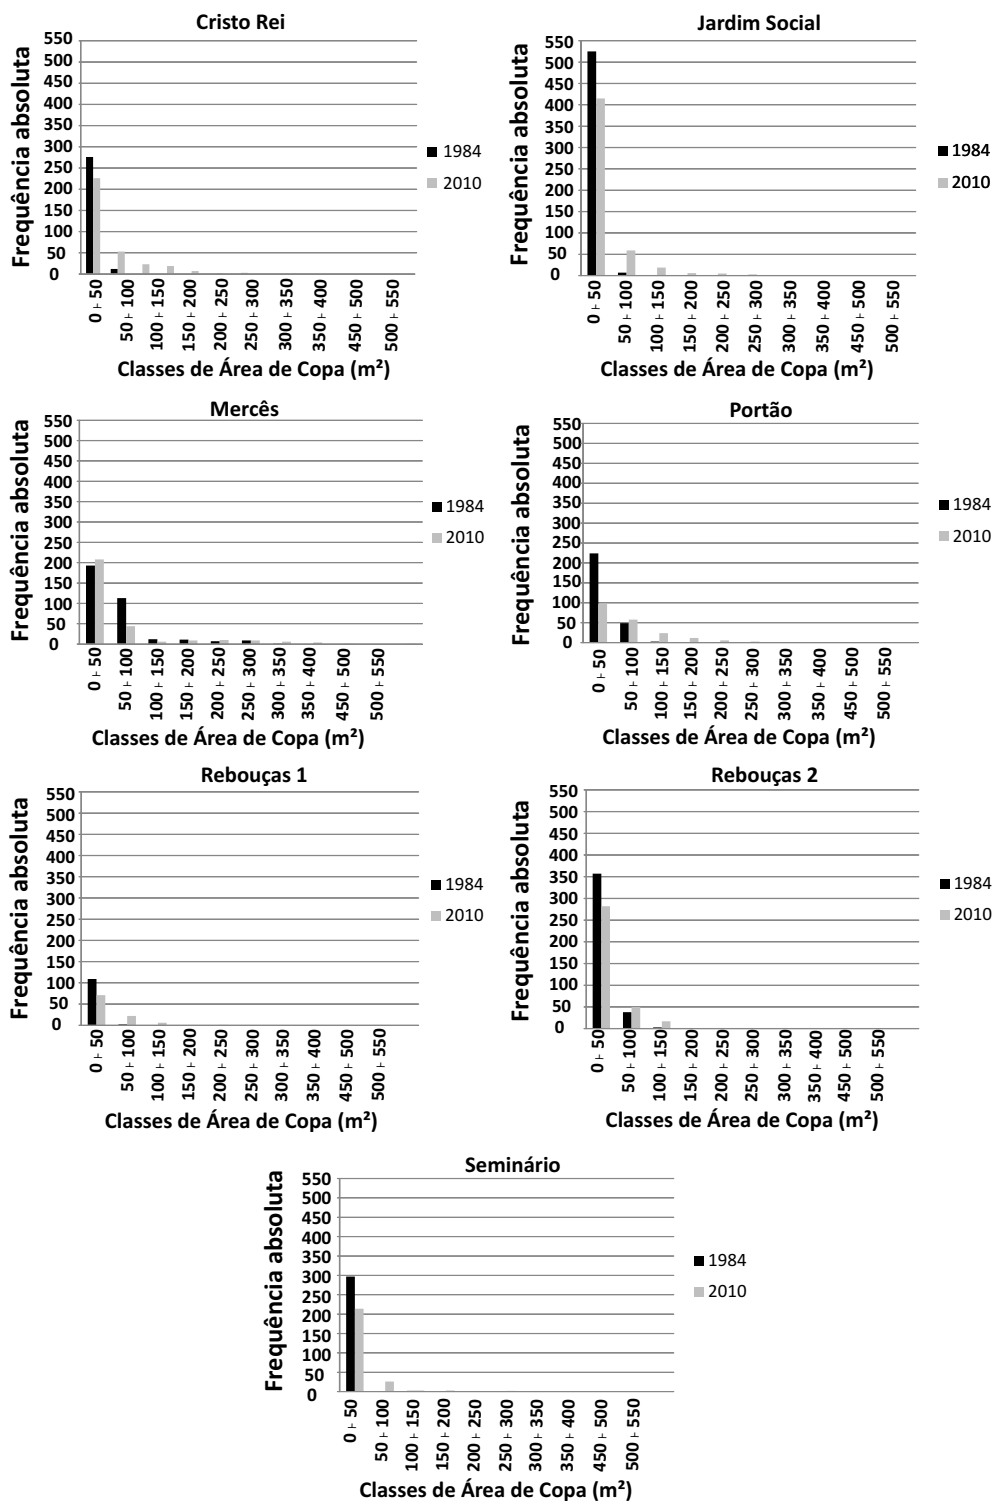 Cristo Rei
Frequência absoluta
550
500
450
400
350
300
250
200
150
100
50
0
0 ⊢ 50
50 ⊢ 100
100 ⊢ 150
150 ⊢ 200
200 ⊢ 250
250 ⊢ 300
300 ⊢ 350
350 ⊢ 400
400 ⊢ 450
450 ⊢ 500
500 ⊢ 550
Classes de Área de Copa (m²)
1984
2010
Jardim Social
Frequência absoluta
550
500
450
400
350
300
250
200
150
100
50
0
0 ⊢ 50
50 ⊢ 100
100 ⊢ 150
150 ⊢ 200
200 ⊢ 250
250 ⊢ 300
300 ⊢ 350
350 ⊢ 400
450 ⊢ 500
500 ⊢ 550
Classes de Área de Copa (m²)
1984
2010
Mercês
Frequência absoluta
550
500
450
400
350
300
250
200
150
100
50
0
0 ⊢ 50
50 ⊢ 100
100 ⊢ 150
150 ⊢ 200
200 ⊢ 250
250 ⊢ 300
300 ⊢ 350
350 ⊢ 400
450 ⊢ 500
500 ⊢ 550
Classes de Área de Copa (m²)
1984
2010
Portão
Frequência absoluta
550
500
450
400
350
300
250
200
150
100
50
0
0 ⊢ 50
50 ⊢ 100
100 ⊢ 150
150 ⊢ 200
200 ⊢ 250
250 ⊢ 300
300 ⊢ 350
350 ⊢ 400
450 ⊢ 500
500 ⊢ 550
Classes de Área de Copa (m²)
1984
2010
Rebouças 1
Frequência absoluta
550
500
450
400
350
300
250
200
150
100
50
0
0 ⊢ 50
50 ⊢ 100
100 ⊢ 150
150 ⊢ 200
200 ⊢ 250
250 ⊢ 300
300 ⊢ 350
350 ⊢ 400
450 ⊢ 500
500 ⊢ 550
Classes de Área de Copa (m²)
1984
2010
Rebouças 2
Frequência absoluta
550
500
450
400
350
300
250
200
150
100
50
0
0 ⊢ 50
50 ⊢ 100
100 ⊢ 150
150 ⊢ 200
200 ⊢ 250
250 ⊢ 300
300 ⊢ 350
350 ⊢ 400
450 ⊢ 500
500 ⊢ 550
Classes de Área de Copa (m²)
1984
2010
Seminário
Frequência absoluta
550
500
450
400
350
300
250
200
150
100
50
0
0 ⊢ 50
50 ⊢ 100
100 ⊢ 150
150 ⊢ 200
200 ⊢ 250
250 ⊢ 300
300 ⊢ 350
350 ⊢ 400
450 ⊢ 500
500 ⊢ 550
Classes de Área de Copa (m²)
1984
2010